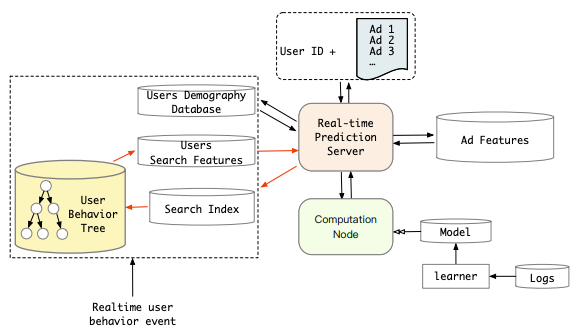 User ID +
Ad 1
Ad 2
Ad 3
…
Users Demography
Database
Real-time
Prediction
Server
Ad Features
Users
Search Features
User
Behavior
Tree
Search Index
Computation
Node
Model
learner
Logs
Realtime user
behavior event